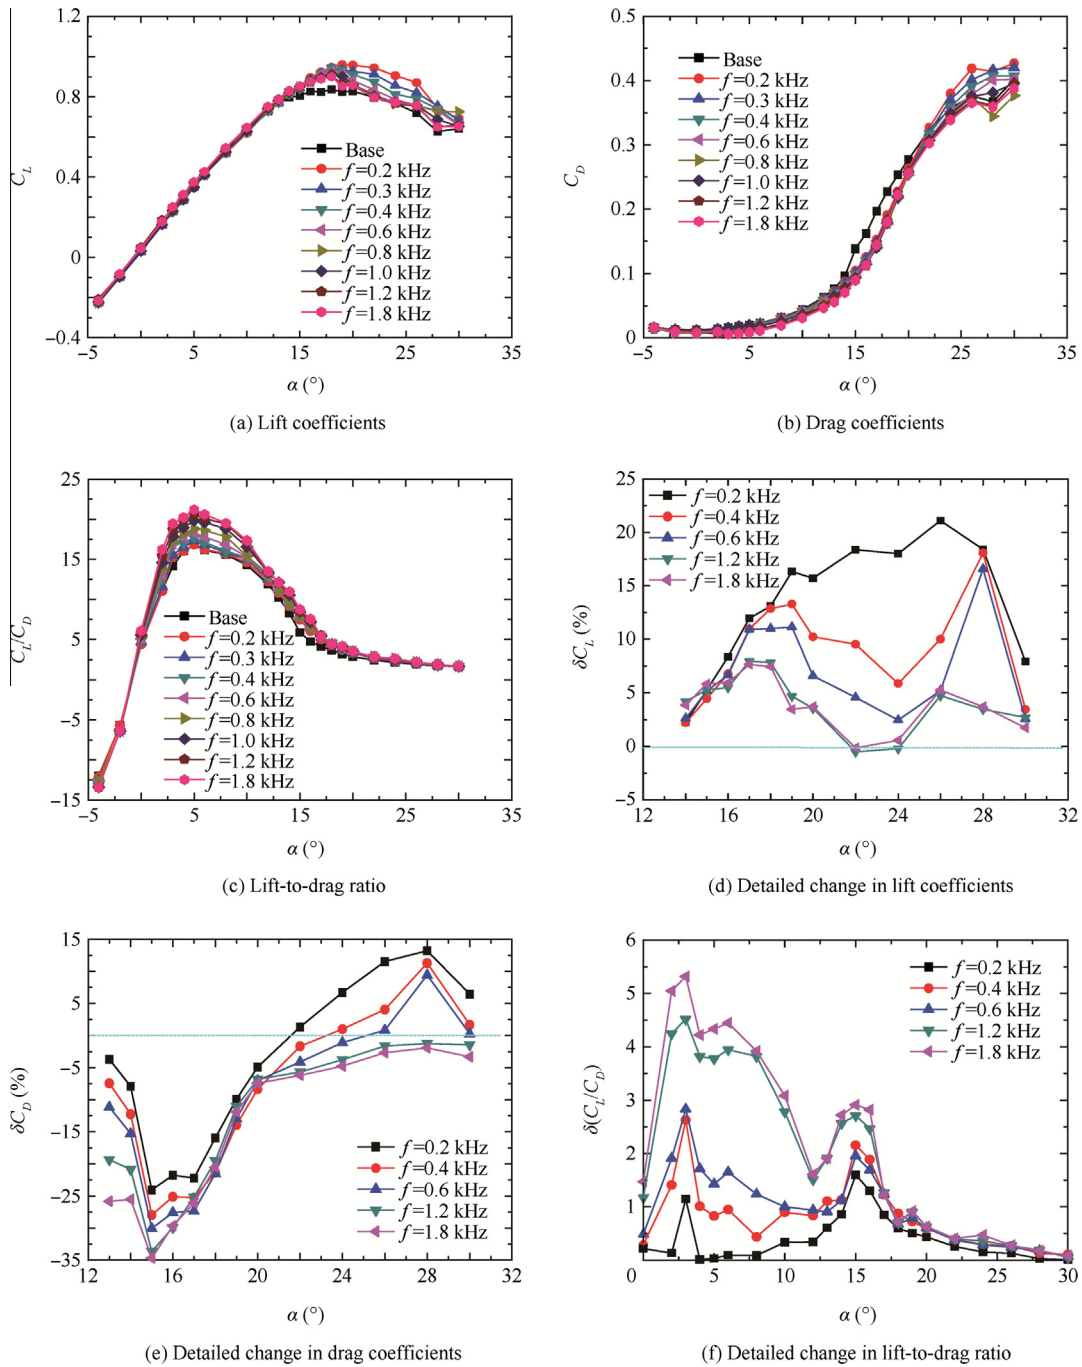 1.2
0.8
0.4
0
−0.4
C_L
−5
5
15
25
35
α (°)
Base
f=0.2 kHz
f=0.3 kHz
f=0.4 kHz
f=0.6 kHz
f=0.8 kHz
f=1.0 kHz
f=1.2 kHz
f=1.8 kHz
(a) Lift coefficients
0.5
0.4
0.3
0.2
0.1
0
C_D
−5
5
15
25
35
α (°)
Base
f=0.2 kHz
f=0.3 kHz
f=0.4 kHz
f=0.6 kHz
f=0.8 kHz
f=1.0 kHz
f=1.2 kHz
f=1.8 kHz
(b) Drag coefficients
25
15
5
−5
−15
C_L/C_D
−5
5
15
25
35
α (°)
Base
f=0.2 kHz
f=0.3 kHz
f=0.4 kHz
f=0.6 kHz
f=0.8 kHz
f=1.0 kHz
f=1.2 kHz
f=1.8 kHz
(c) Lift-to-drag ratio
25
20
15
10
5
0
−5
δC_L (%)
12
16
20
24
28
32
α (°)
f=0.2 kHz
f=0.4 kHz
f=0.6 kHz
f=1.2 kHz
f=1.8 kHz
(d) Detailed change in lift coefficients
15
5
−5
−15
−25
−35
δC_D (%)
12
16
20
24
28
32
α (°)
f=0.2 kHz
f=0.4 kHz
f=0.6 kHz
f=1.2 kHz
f=1.8 kHz
(e) Detailed change in drag coefficients
6
5
4
3
2
1
0
δ(C_L/C_D)
5
10
15
20
25
30
α (°)
f=0.2 kHz
f=0.4 kHz
f=0.6 kHz
f=1.2 kHz
f=1.8 kHz
(f) Detailed change in lift-to-drag ratio